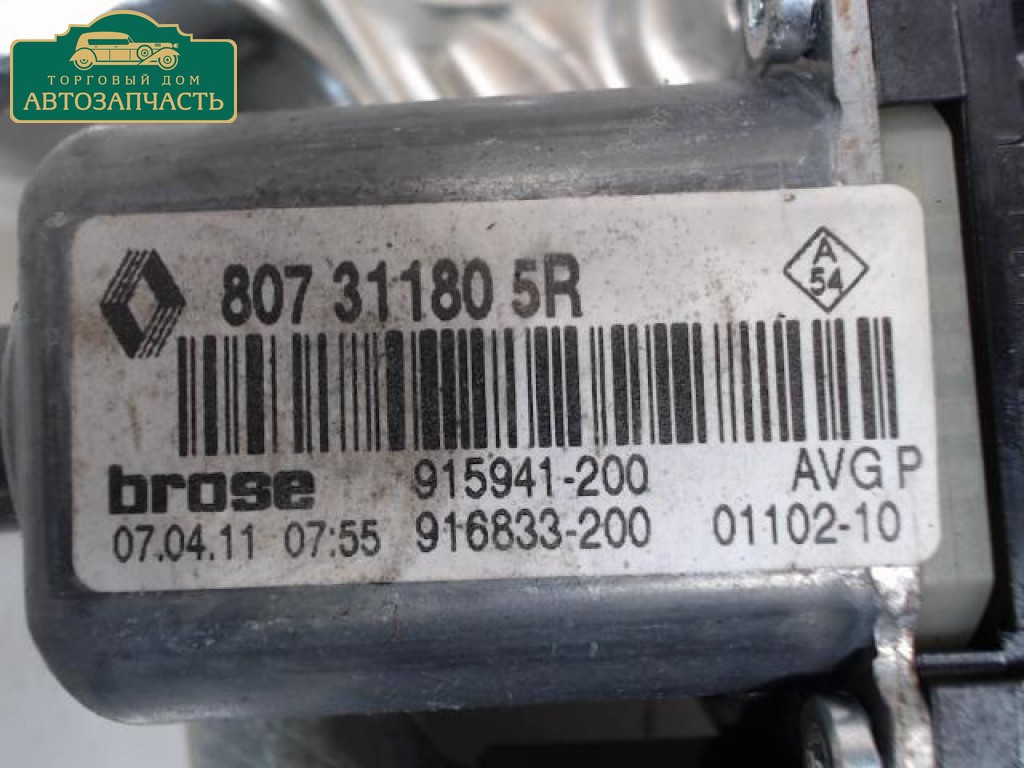 ТОРГОВЫЙ ДОМ
АВТОЗАПЧАСТЬ
807 31180 5R
A
54
brose
915941-200
AVG P
07.04.11 07:55
916833-200
01102-10